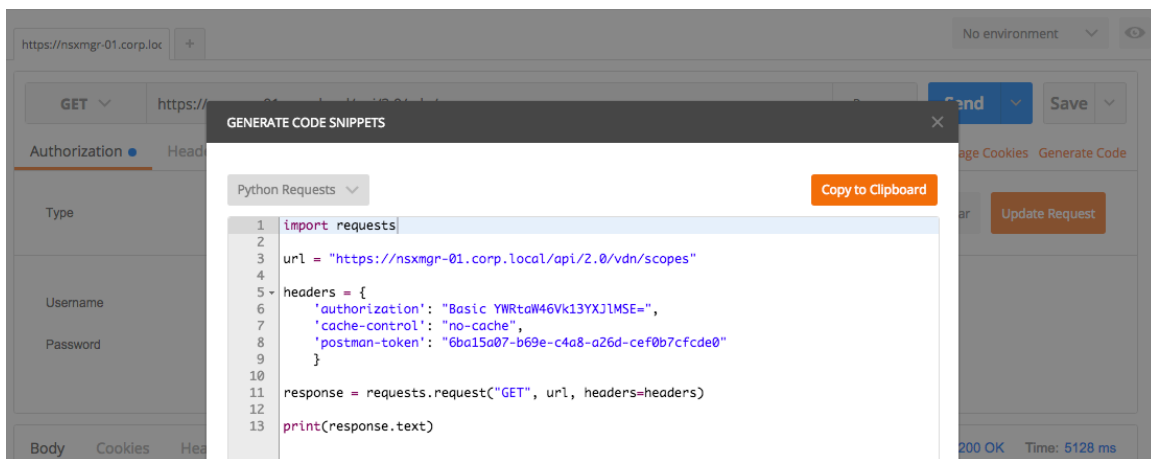 https://nsxmgr-01.corp.loc +
No environment
GET https://
Send Save
GENERATE CODE SNIPPETS
Authorization Heade
age Cookies Generate Code
Python Requests Copy to Clipboard
Type
ar Update Request
1 import requests
2
3 url = "https://nsxmgr-01.corp.local/api/2.0/vdn/scopes"
4
5 headers = {
6 'authorization': "Basic YWRtaW46Vk13YXJlMSE=",
7 'cache-control': "no-cache",
8 'postman-token': "6ba15a07-b69e-c4a8-a26d-cef0b7cfcde0"
9 }
10
11 response = requests.request("GET", url, headers=headers)
12
13 print(response.text)
Username
Password
Body Cookies Hea
200 OK Time: 5128 ms